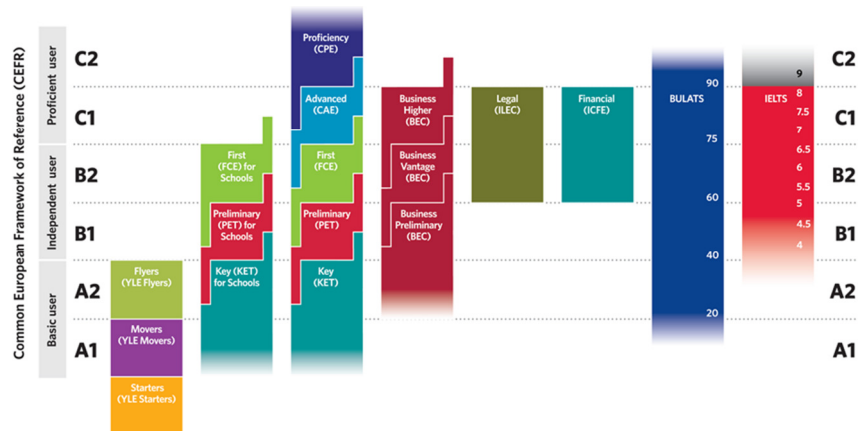 Common European Framework of Reference (CEFR)
Proficient user
Independent user
Basic user
C2
C1
B2
B1
A2
A1
Flyers
(YLE Flyers)
Movers
(YLE Movers)
Starters
(YLE Starters)
First
(FCE) for
Schools
Preliminary
(PET) for
Schools
Key (KET)
for Schools
Proficiency
(CPE)
Advanced
(CAE)
First
(FCE)
Preliminary
(PET)
Key
(KET)
Business
Higher
(BEC)
Business
Vantage
(BEC)
Business
Preliminary
(BEC)
Legal
(ILEC)
Financial
(ICFE)
BULATS
90
75
60
40
20
IELTS
9
8
7.5
7
6.5
6
5.5
5
4.5
4
C2
C1
B2
B1
A2
A1